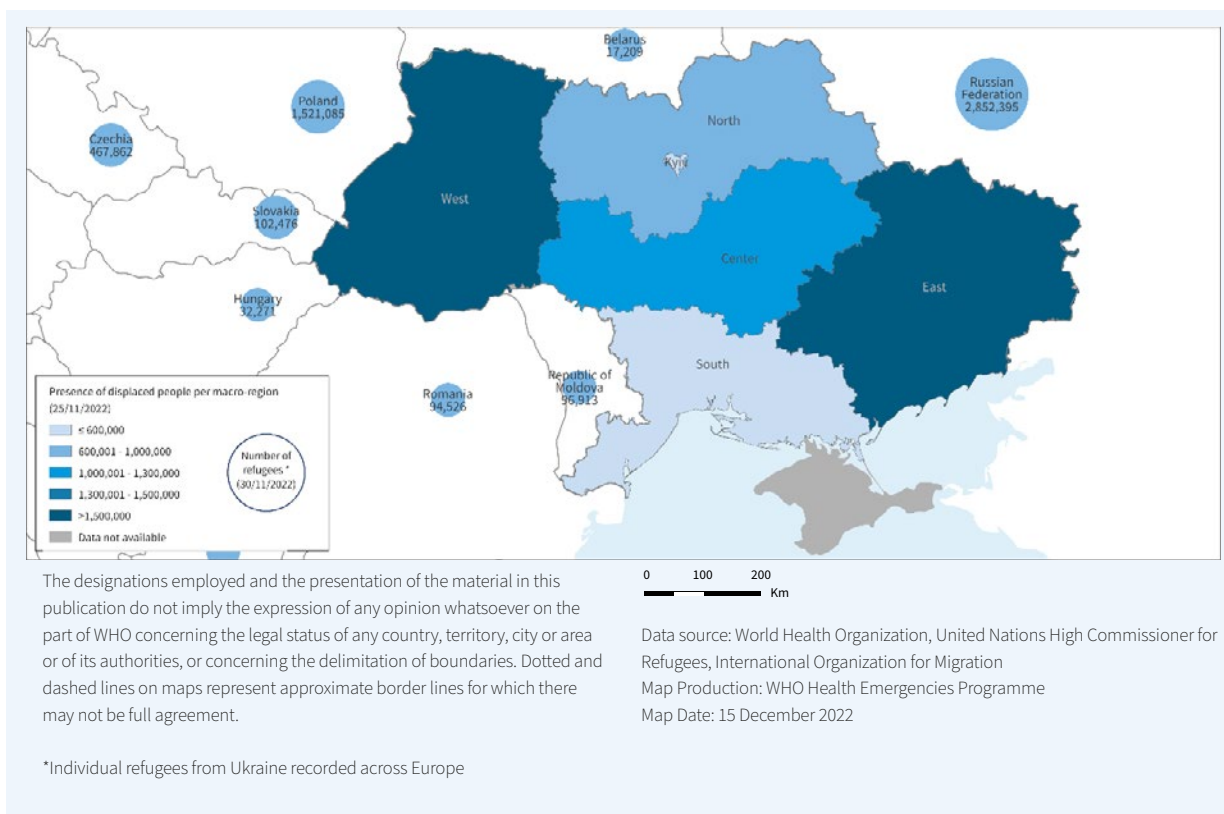 Belarus
17,209
Poland
1,521,085
Russian
Federation
2,852,395
Czechia
467,862
North
Kyiv
West
Slovakia
102,476
Center
East
Hungary
32,271
South
Republic of
Moldova
96,913
Romania
94,526
Presence of displaced people per macro-region
(25/11/2022)
≤ 600,000
600,001 - 1,000,000
1,000,001 - 1,300,000
1,300,001 - 1,500,000
>1,500,000
Data not available
Number of
refugees *
(30/11/2022)
The designations employed and the presentation of the material in this
publication do not imply the expression of any opinion whatsoever on the
part of WHO concerning the legal status of any country, territory, city or area
or of its authorities, or concerning the delimitation of boundaries. Dotted and
dashed lines on maps represent approximate border lines for which there
may not be full agreement.
*Individual refugees from Ukraine recorded across Europe
0 100 200
Km
Data source: World Health Organization, United Nations High Commissioner for
Refugees, International Organization for Migration
Map Production: WHO Health Emergencies Programme
Map Date: 15 December 2022